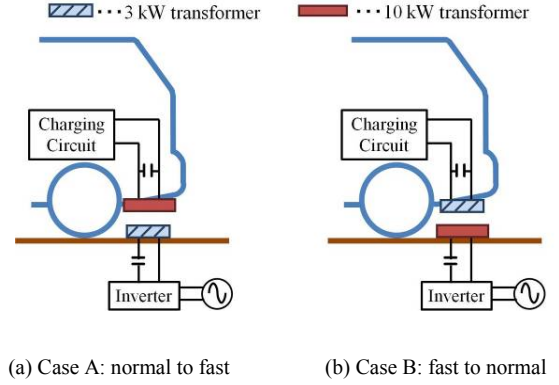 ···3 kW transformer ···10 kW transformer
Charging Circuit
Inverter
Charging Circuit
Inverter
(a) Case A: normal to fast (b) Case B: fast to normal